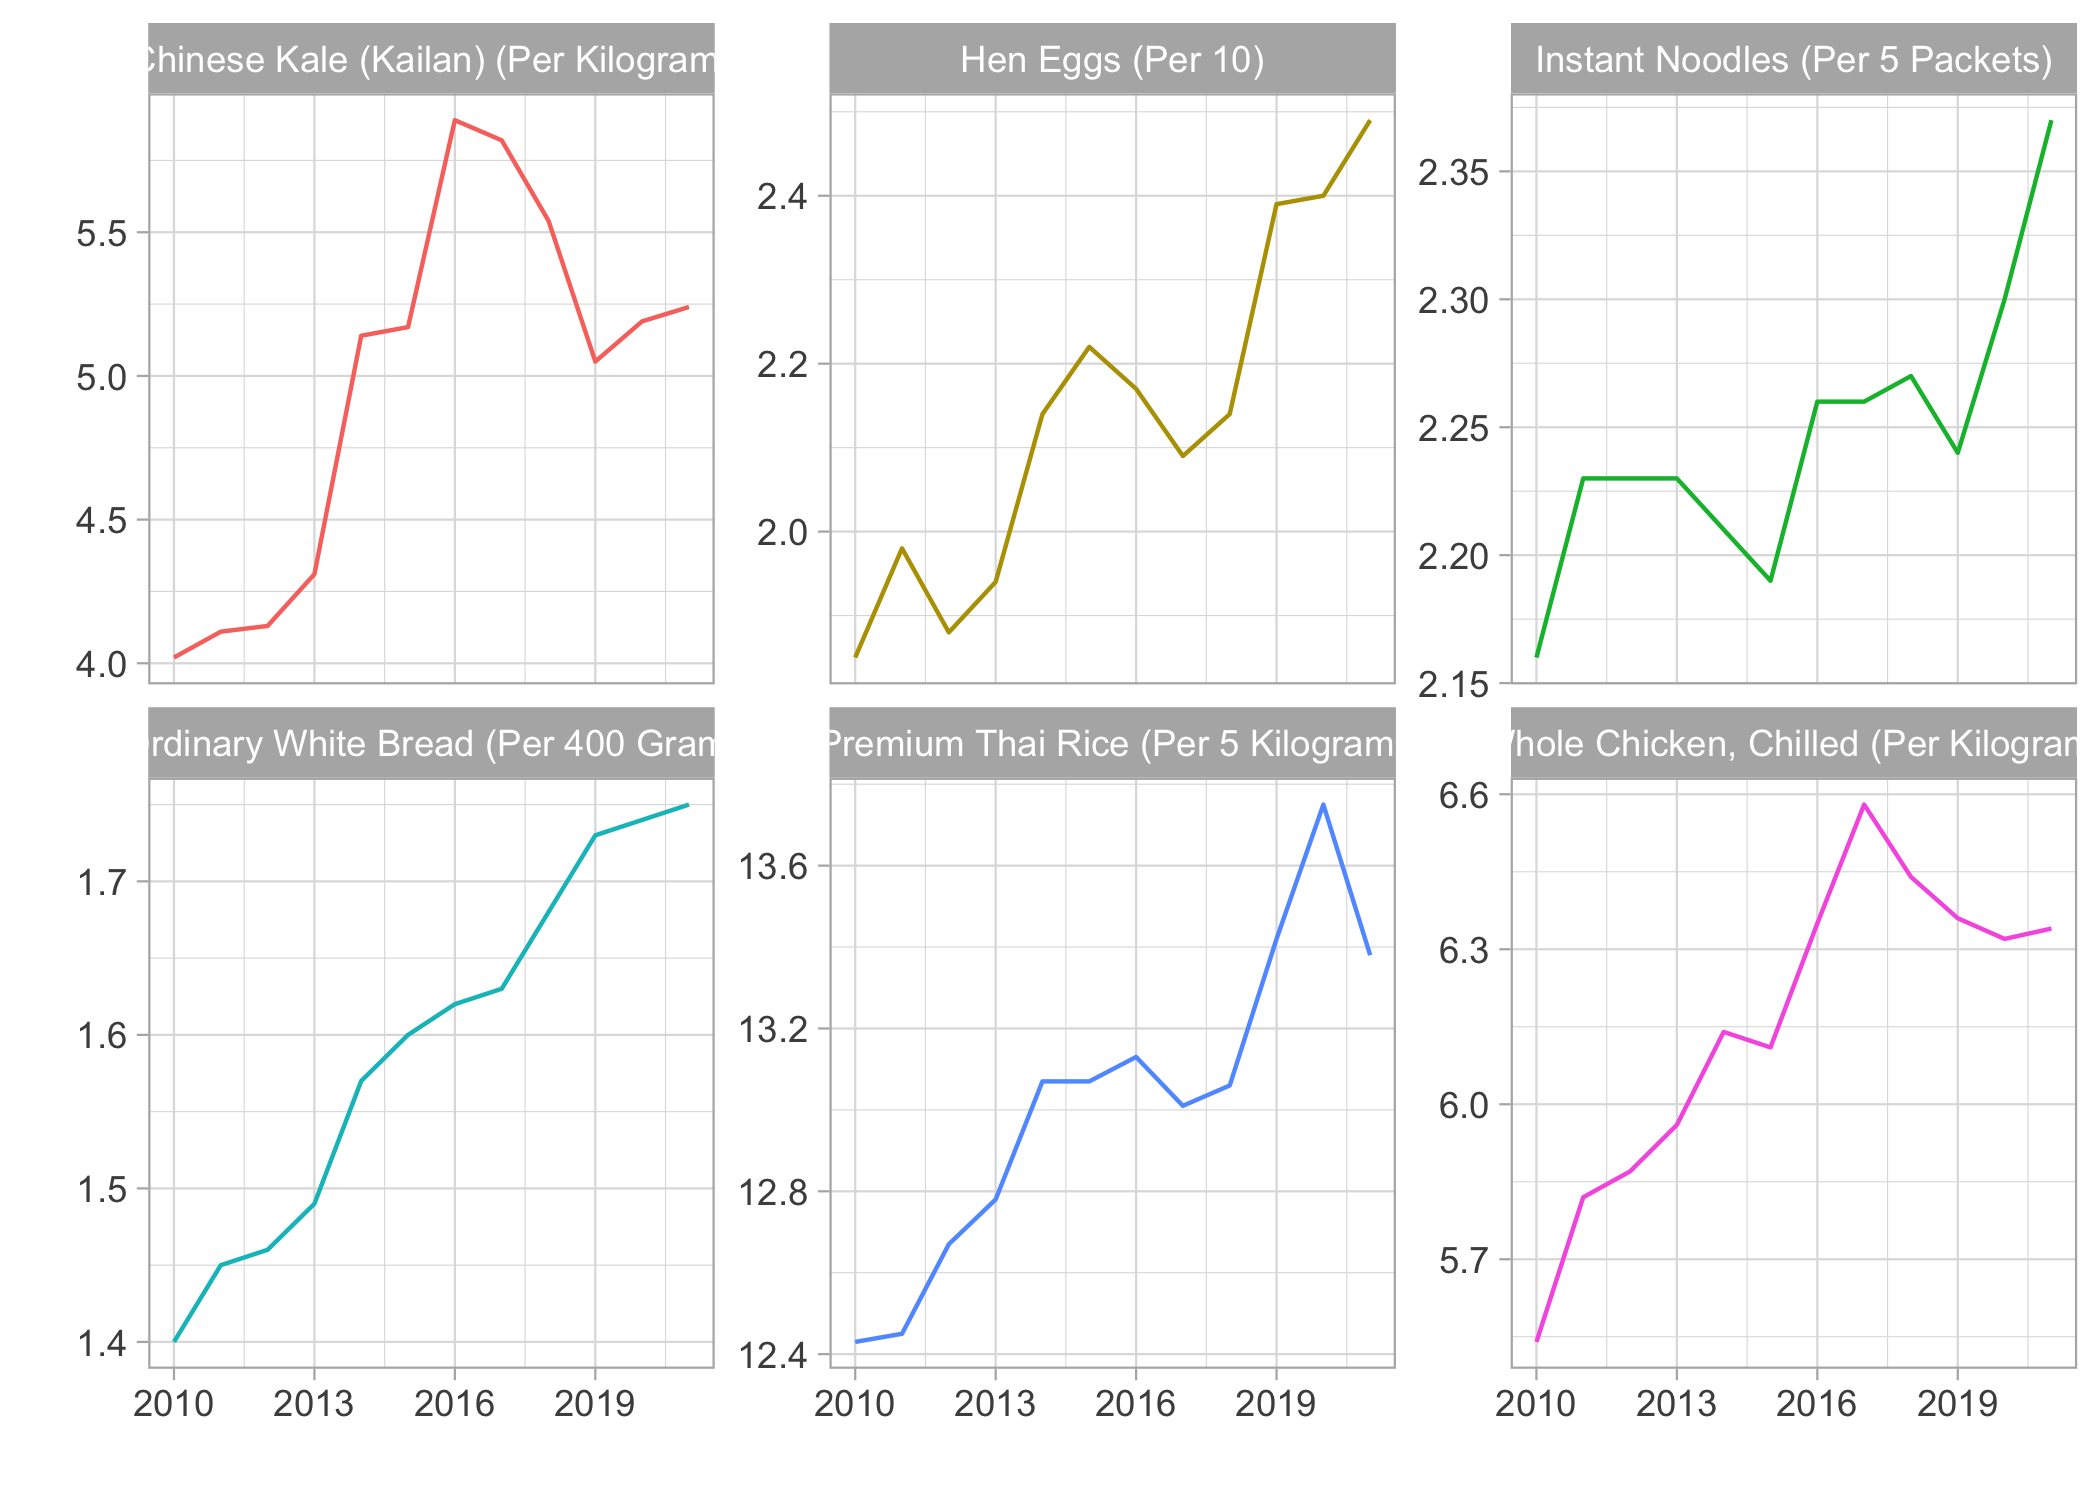 Chinese Kale (Kailan) (Per Kilogram
Hen Eggs (Per 10)
Instant Noodles (Per 5 Packets)
5.5
5.0
4.5
4.0
2.4
2.2
2.0
2.35
2.30
2.25
2.20
2.15
rdinary White Bread (Per 400 Gram
Premium Thai Rice (Per 5 Kilogram
Whole Chicken, Chilled (Per Kilogram
1.7
1.6
1.5
1.4
13.6
13.2
12.8
12.4
6.6
6.3
6.0
5.7
2010 2013 2016 2019
2010 2013 2016 2019
2010 2013 2016 2019